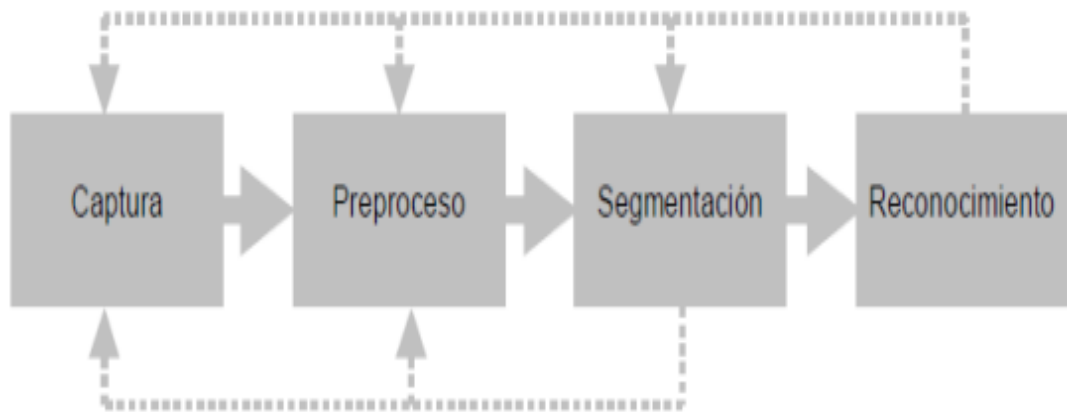 Captura
Preproceso
Segmentación
Reconocimiento